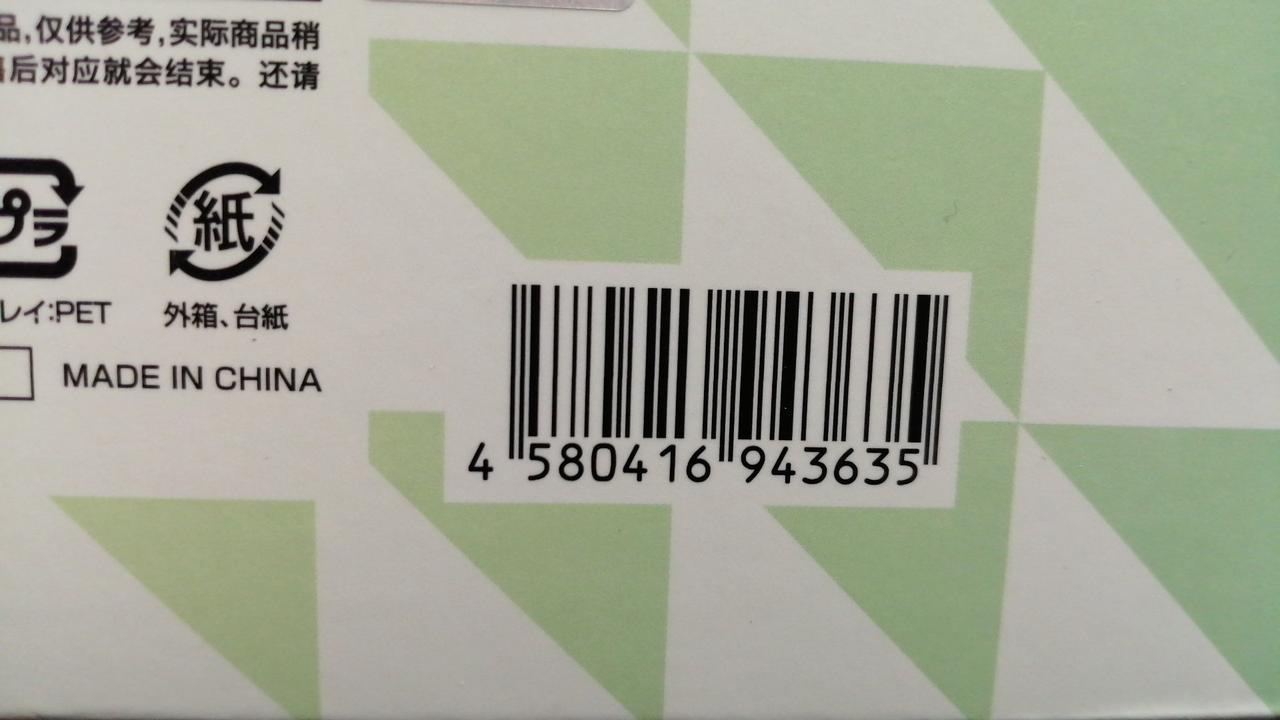 品,仅供参考,实际商品稍
后对应就会结束。还请
プラ
紙
レイ:PET
外箱、台紙
MADE IN CHINA
4 580416 943635